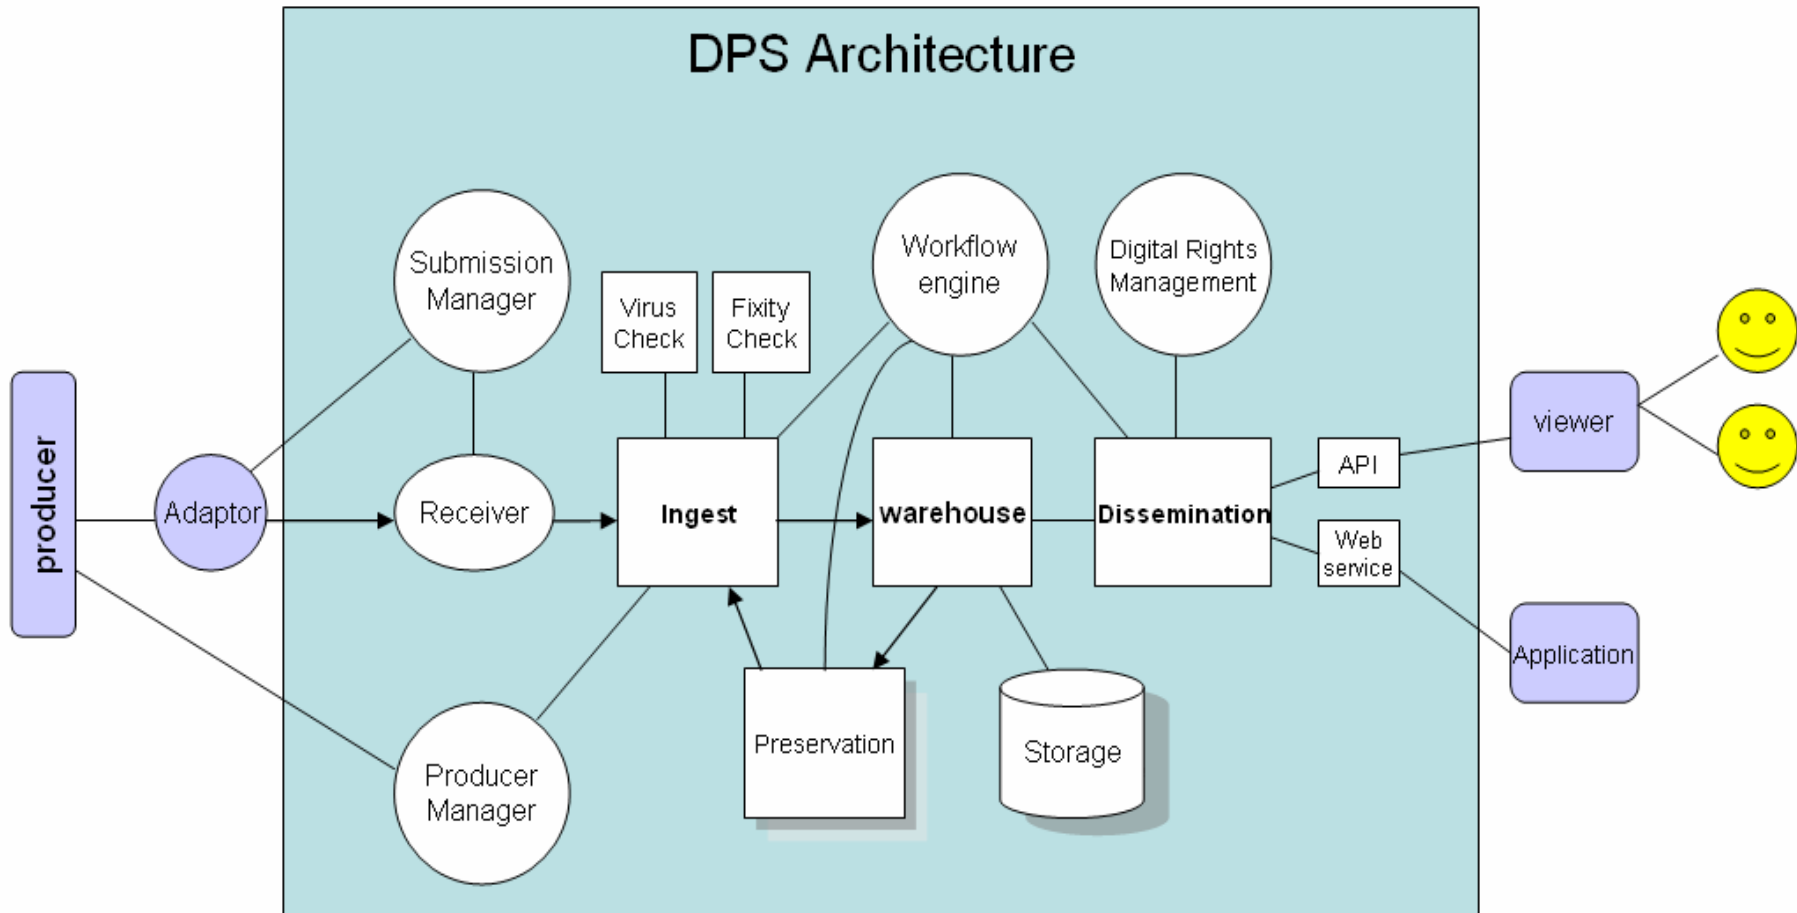 DPS Architecture
producer
Adaptor
Submission
Manager
Receiver
Producer
Manager
Virus
Check
Fixity
Check
Ingest
Workflow
engine
warehouse
Preservation
Storage
Digital Rights
Management
Dissemination
API
Web
service
viewer
Application